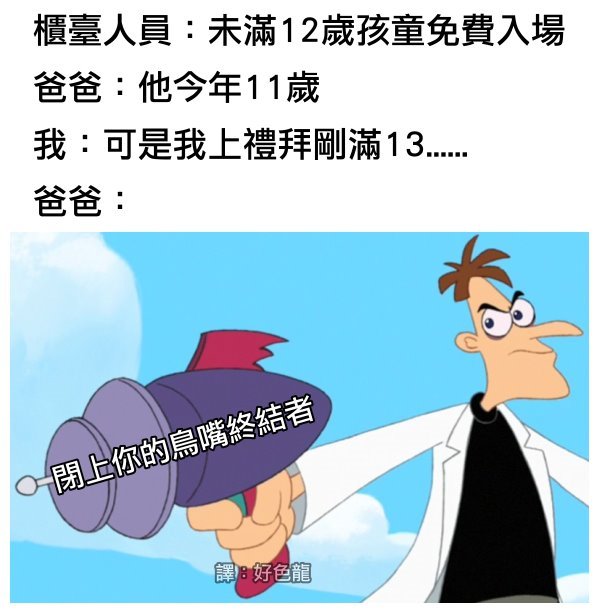 櫃臺人員：未滿12歲孩童免費入場
爸爸：他今年11歲
我：可是我上禮拜剛滿13......
爸爸：
閉上你的鳥嘴終結者
譯：好色龍